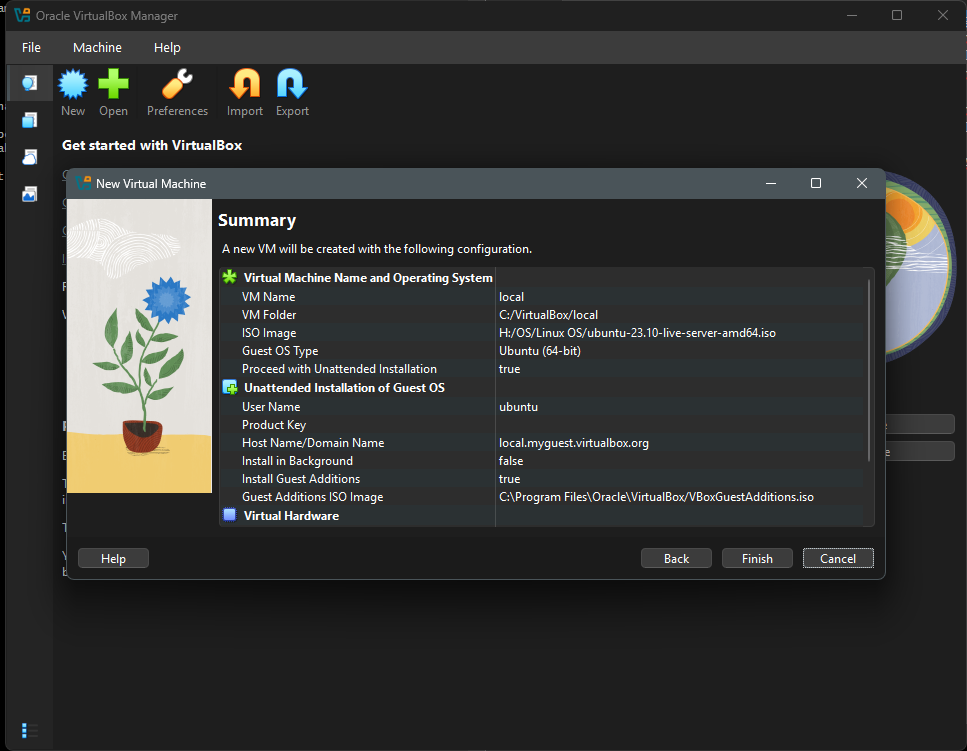 Oracle VirtualBox Manager
File Machine Help
New Open Preferences Import Export
Get started with VirtualBox
New Virtual Machine
Summary
A new VM will be created with the following configuration.
Virtual Machine Name and Operating System
VM Name local
VM Folder C:/VirtualBox/local
ISO Image H:/OS/Linux OS/ubuntu-23.10-live-server-amd64.iso
Guest OS Type Ubuntu (64-bit)
Proceed with Unattended Installation true
Unattended Installation of Guest OS
User Name ubuntu
Product Key
Host Name/Domain Name local.myguest.virtualbox.org
Install in Background false
Install Guest Additions true
Guest Additions ISO Image C:\Program Files\Oracle\VirtualBox/VBoxGuestAdditions.iso
Virtual Hardware
Help Back Finish Cancel